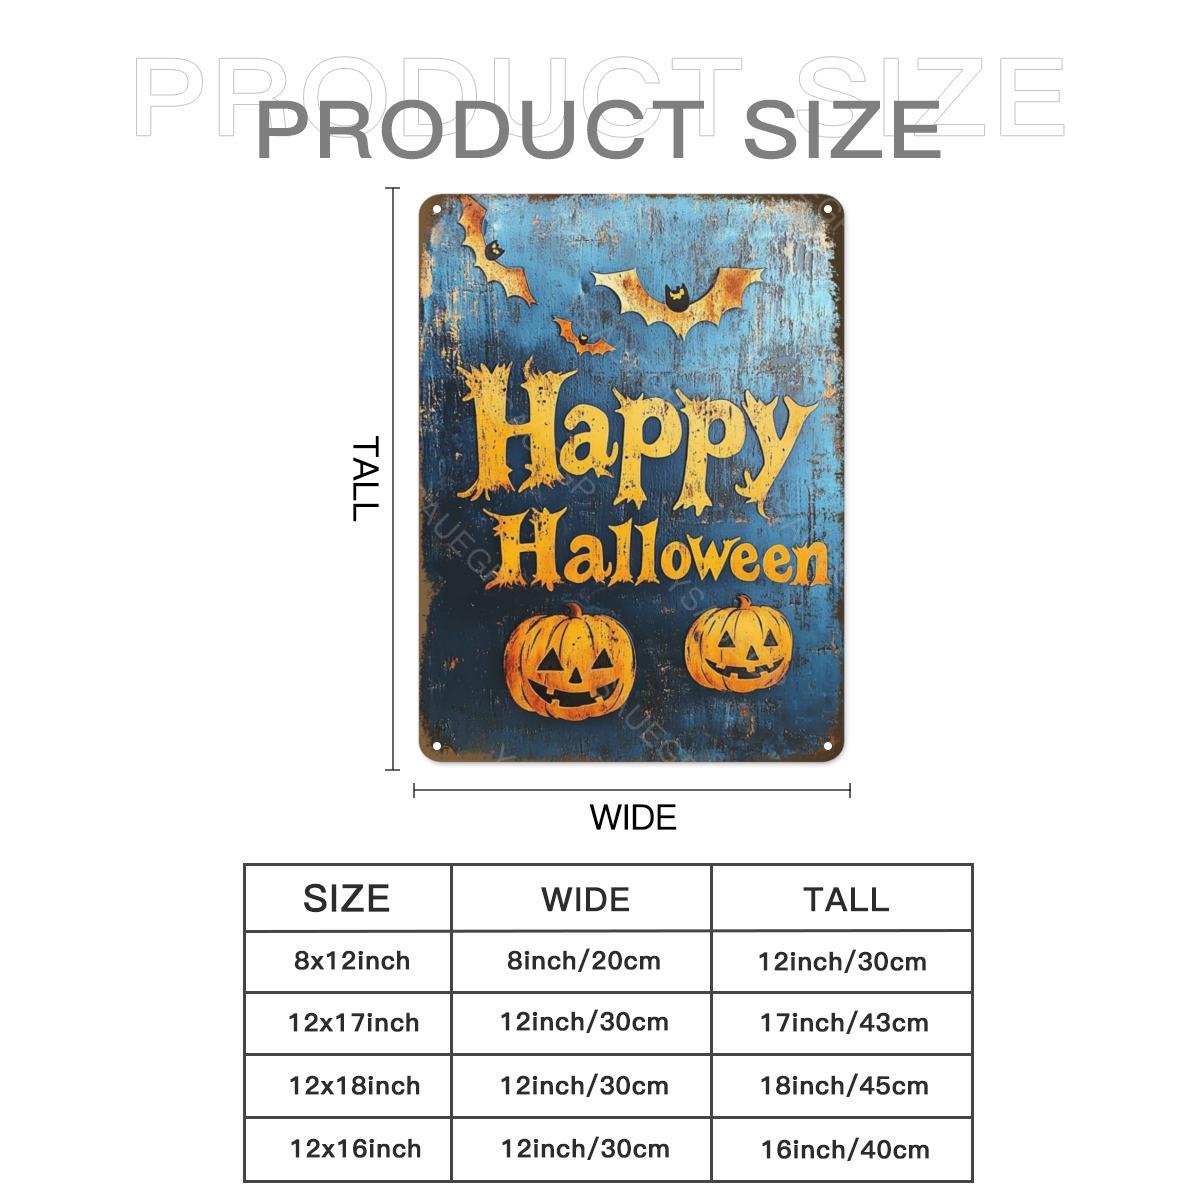 PRODUCT SIZE
PRODUCT SIZE
TALL
Happy
Halloween
WIDE
SIZE WIDE TALL
8x12inch 8inch/20cm 12inch/30cm
12x17inch 12inch/30cm 17inch/43cm
12x18inch 12inch/30cm 18inch/45cm
12x16inch 12inch/30cm 16inch/40cm